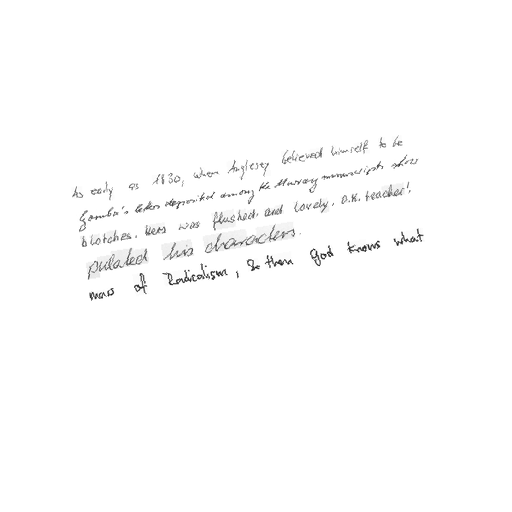 As early as 1830, when Anglesey believed himself to be
Gamba's letters deposited among the Murray manuscripts shows
blotches. Hers was flushed. and lovely. O.K. teacher!
pulated his characters.
mass of Radicalism, & then God knows what